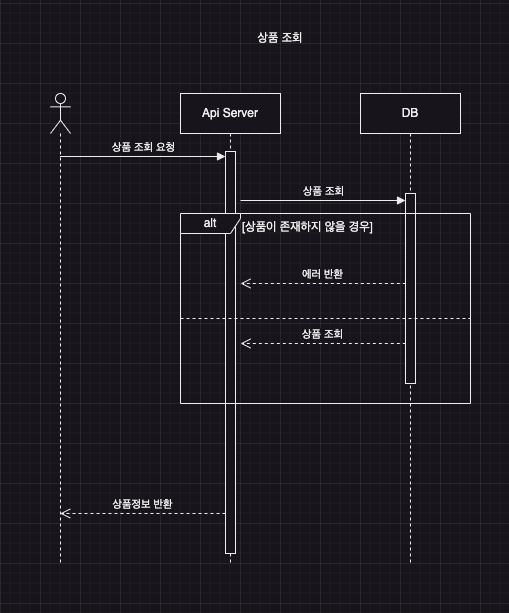 상품 조회
Api Server
DB
상품 조회 요청
상품 조회
alt
[상품이 존재하지 않을 경우]
에러 반환
상품 조회
상품정보 반환